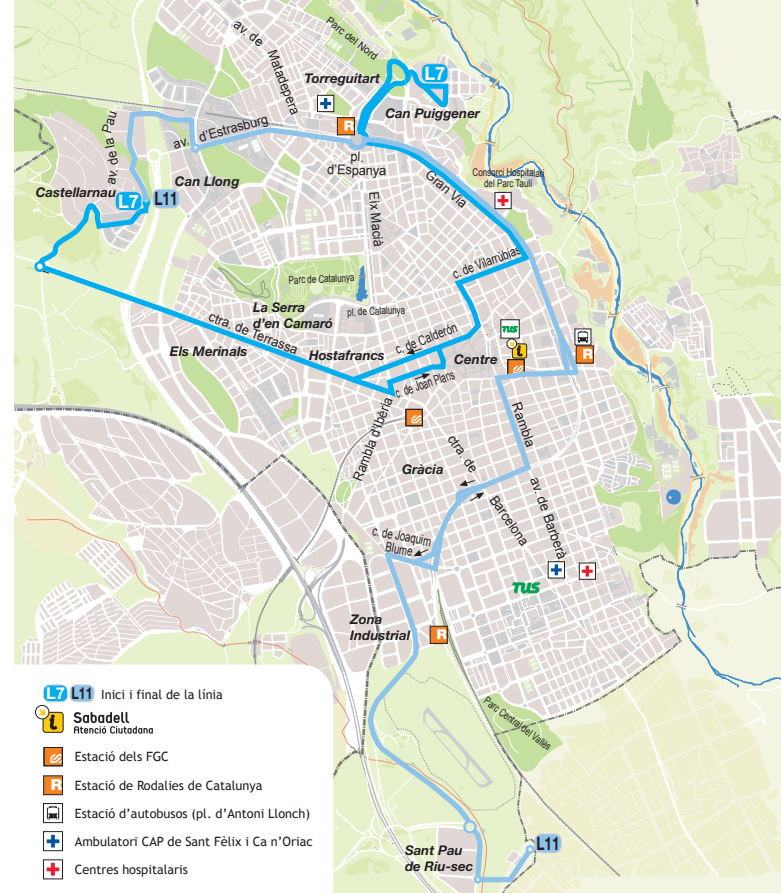 av. de
Matadepera
Parc del Nord
Torreguitart
L7
Can Puiggener
R
av. de la Pau
av. d'Estrasburg
pl.
d'Espanya
Gran Via
Consorci Hospitalari
del Parc Taulí
Can Llong
Castellarnau
L7
L11
Eix Macià
c. de Vilarrúbias
Parc de Catalunya
La Serra
d'en Camaró
pl. de Catalunya
ctra. de Terrassa
TUS
i
Els Merinals
Hostafrancs
c. de Calderón
Centre
R
c. de Joan Plans
Rambla d'Ibèria
Rambla
Gràcia
ctra. de
Barcelona
av. de Barberà
c. de Joaquim
Blume
TUS
Zona
Industrial
R
Parc Central del Vallès
L7 L11 Inici i final de la línia
i Sabadell
Atenció Ciutadana
Estació dels FGC
R Estació de Rodalies de Catalunya
Estació d'autobusos (pl. d'Antoni Llonch)
Ambulatori CAP de Sant Fèlix i Ca n'Oriac
Centres hospitalaris
Sant Pau
de Riu-sec
L11